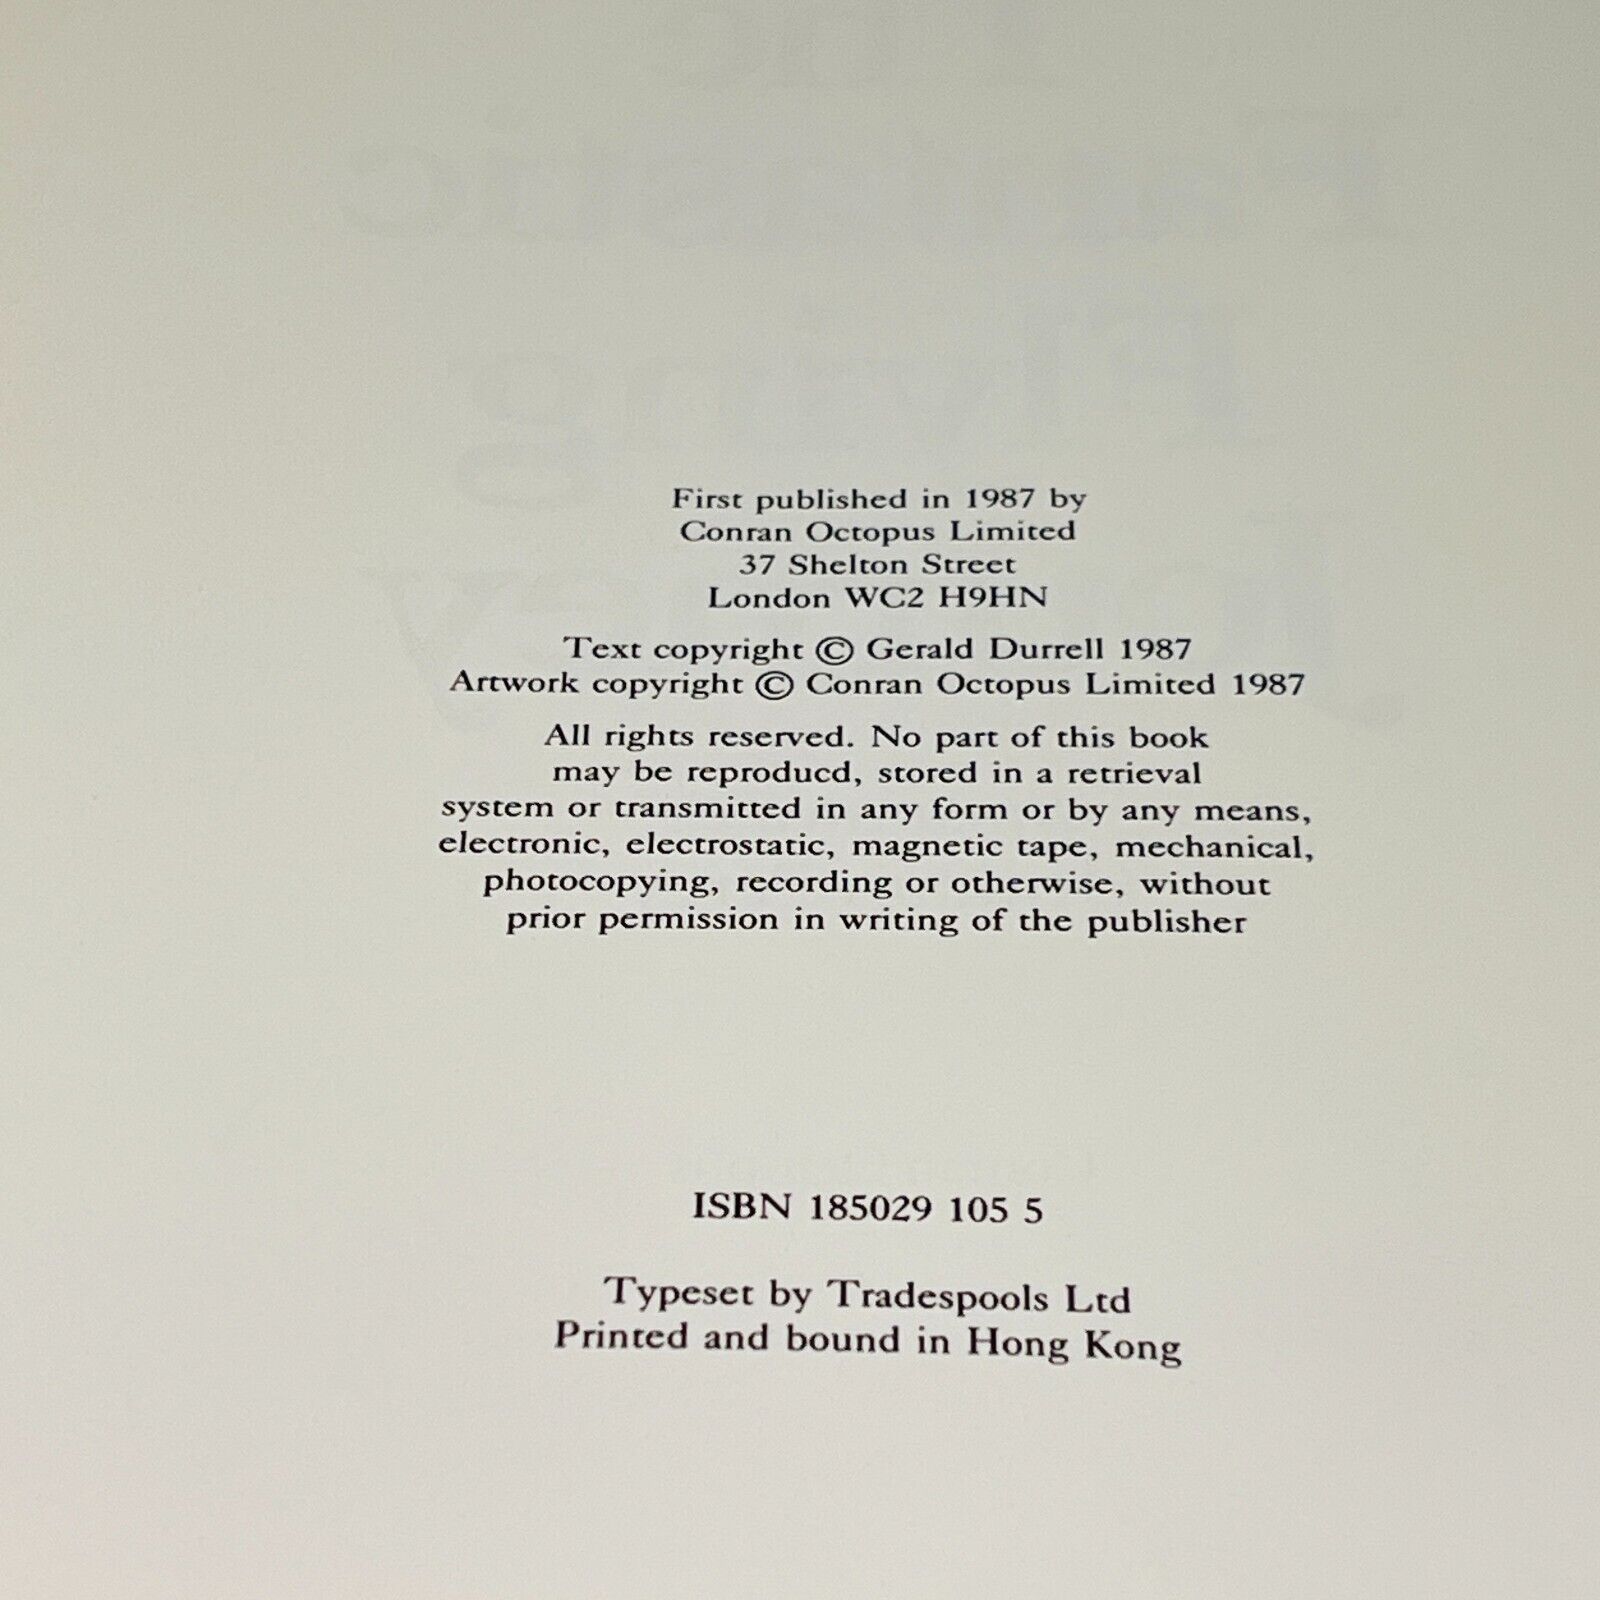 First published in 1987 by
Conran Octopus Limited
37 Shelton Street
London WC2 H9HN
Text copyright © Gerald Durrell 1987
Artwork copyright © Conran Octopus Limited 1987
All rights reserved. No part of this book
may be reproducd, stored in a retrieval
system or transmitted in any form or by any means,
electronic, electrostatic, magnetic tape, mechanical,
photocopying, recording or otherwise, without
prior permission in writing of the publisher
ISBN 185029 105 5
Typeset by Tradespools Ltd
Printed and bound in Hong Kong